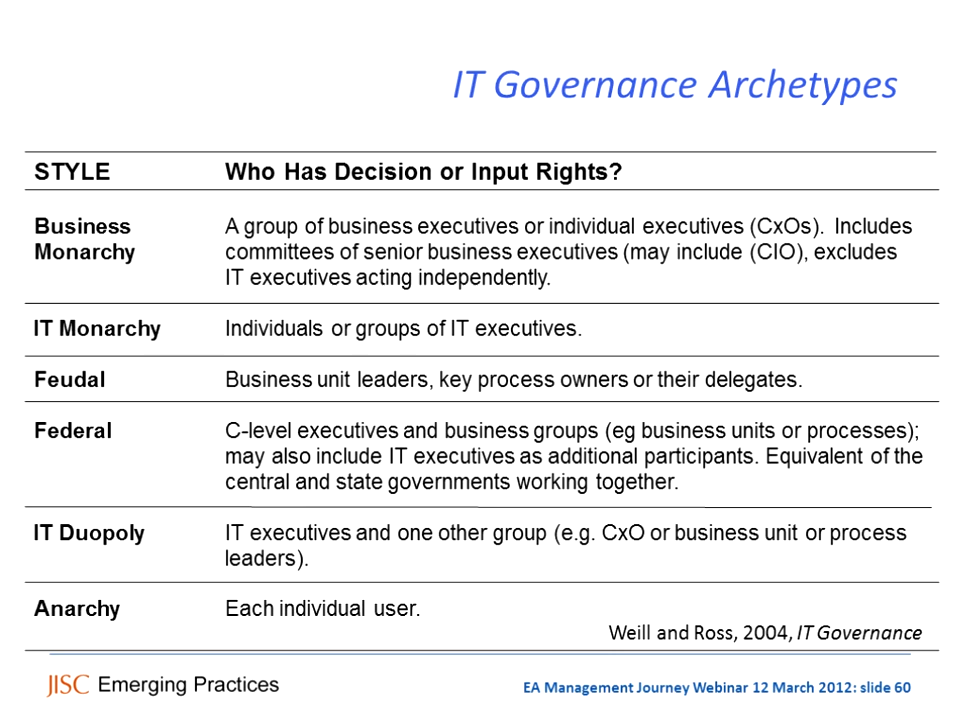 IT Governance Archetypes
STYLE Who Has Decision or Input Rights?
Business Monarchy A group of business executives or individual executives (CxOs). Includes
committees of senior business executives (may include (CIO), excludes
IT executives acting independently.
IT Monarchy Individuals or groups of IT executives.
Feudal Business unit leaders, key process owners or their delegates.
Federal C-level executives and business groups (eg business units or processes);
may also include IT executives as additional participants. Equivalent of the
central and state governments working together.
IT Duopoly IT executives and one other group (e.g. CxO or business unit or process
leaders).
Anarchy Each individual user.
Weill and Ross, 2004, IT Governance
JISC Emerging Practices
EA Management Journey Webinar 12 March 2012: slide 60